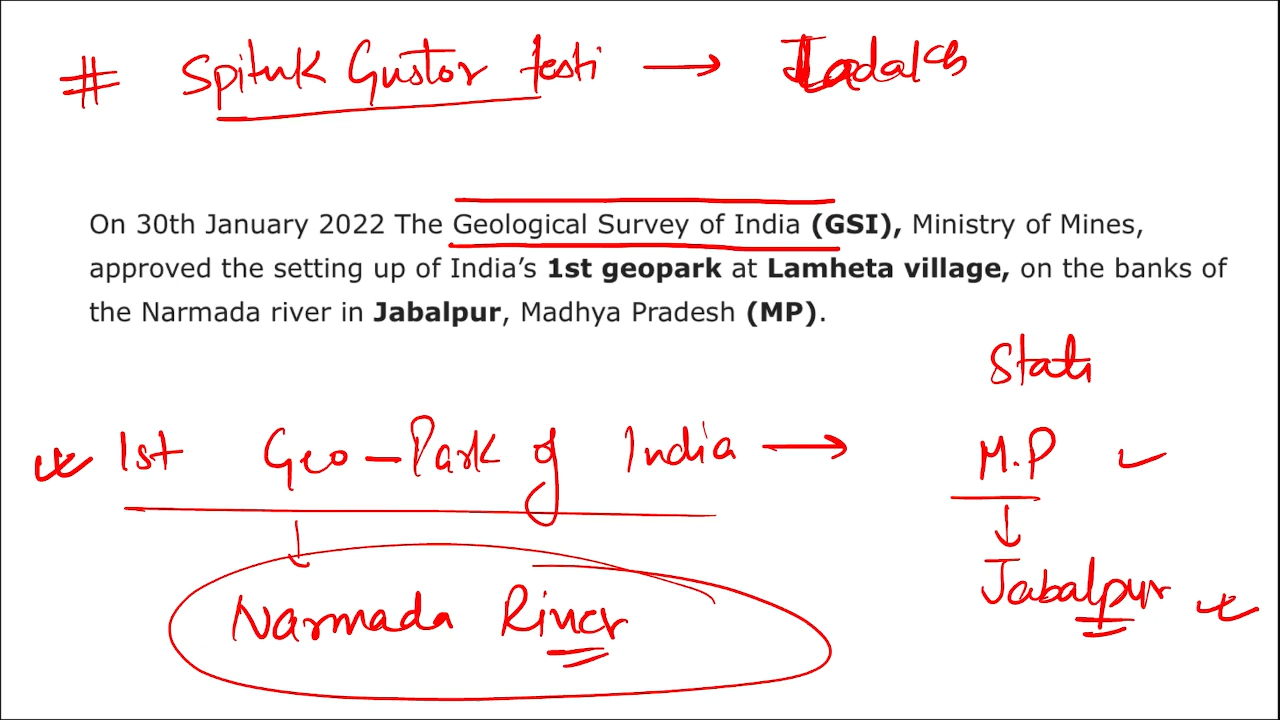 # Spituk Gustor festi → Ladakh
On 30th January 2022 The Geological Survey of India (GSI), Ministry of Mines,
approved the setting up of India’s 1st geopark at Lamheta village, on the banks of
the Narmada river in Jabalpur, Madhya Pradesh (MP).
State
1st Geo-Park of India → M.P
Jabalpur
Narmada River